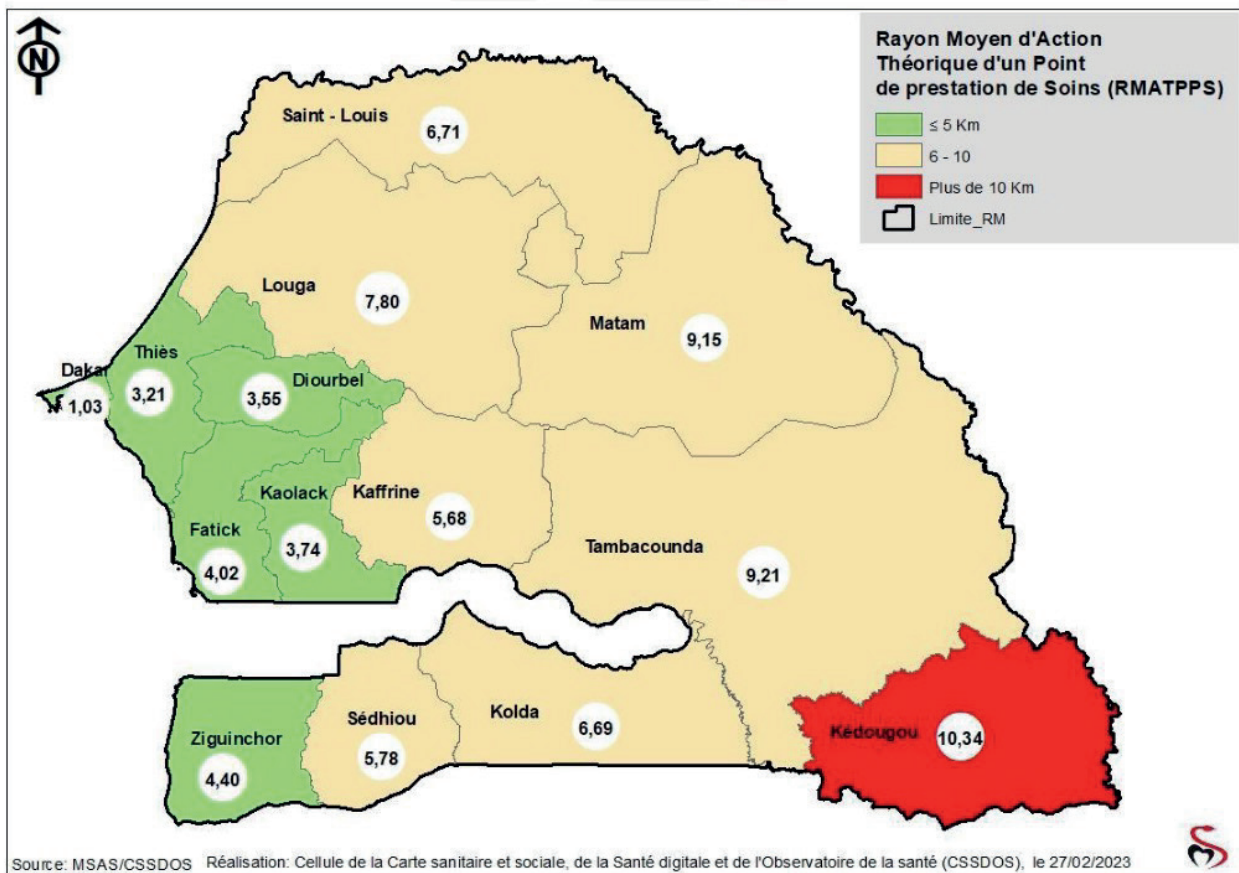 N
Rayon Moyen d'Action
Théorique d'un Point
de prestation de Soins (RMATPPS)
≤ 5 Km
6 - 10
Plus de 10 Km
Limite_RM
Saint - Louis
6,71
Louga
7,80
Matam
9,15
Dakar
1,03
Thiès
3,21
Diourbel
3,55
Kaolack
3,74
Kaffrine
5,68
Fatick
4,02
Tambacounda
9,21
Ziguinchor
4,40
Sédhiou
5,78
Kolda
6,69
Kédougou
10,34
Source: MSAS/CSSDOS Réalisation: Cellule de la Carte sanitaire et sociale, de la Santé digitale et de l'Observatoire de la santé (CSSDOS), le 27/02/2023